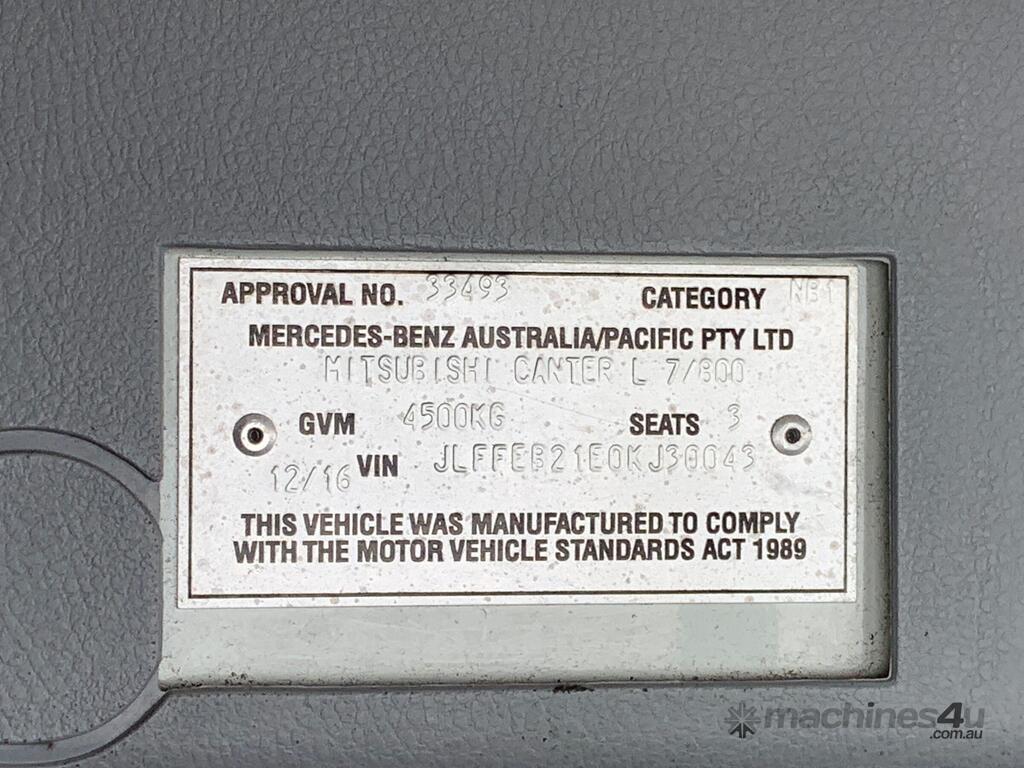 APPROVAL NO. 33493 CATEGORY NB1
MERCEDES-BENZ AUSTRALIA/PACIFIC PTY LTD
MITSUBISHI CANTER L 7/800
GVM 4500KG SEATS 3
12/16 VIN JLFFEB21E0KJ30043
THIS VEHICLE WAS MANUFACTURED TO COMPLY
WITH THE MOTOR VEHICLE STANDARDS ACT 1989
machines4u
.com.au